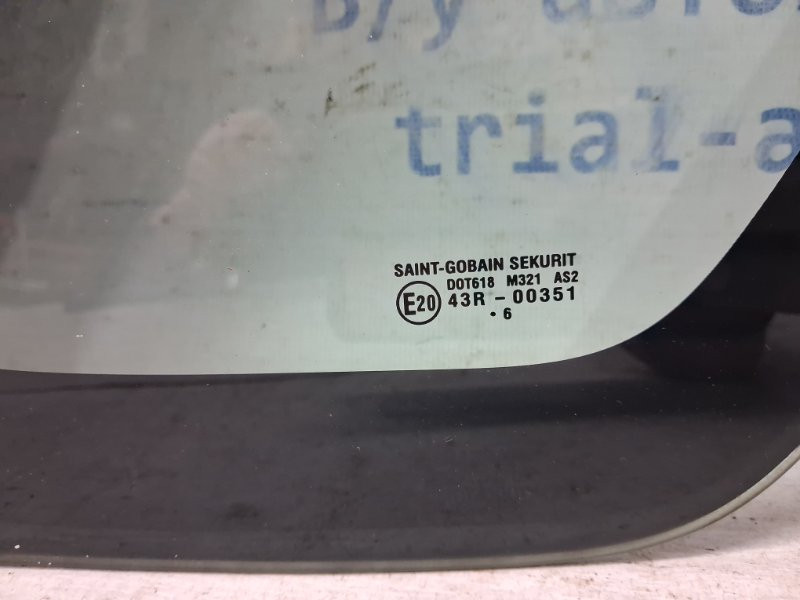 Б/у
trial-a
SAINT-GOBAIN SEKURIT
DOT618 M321 AS2
E20 43R - 00351
• 6